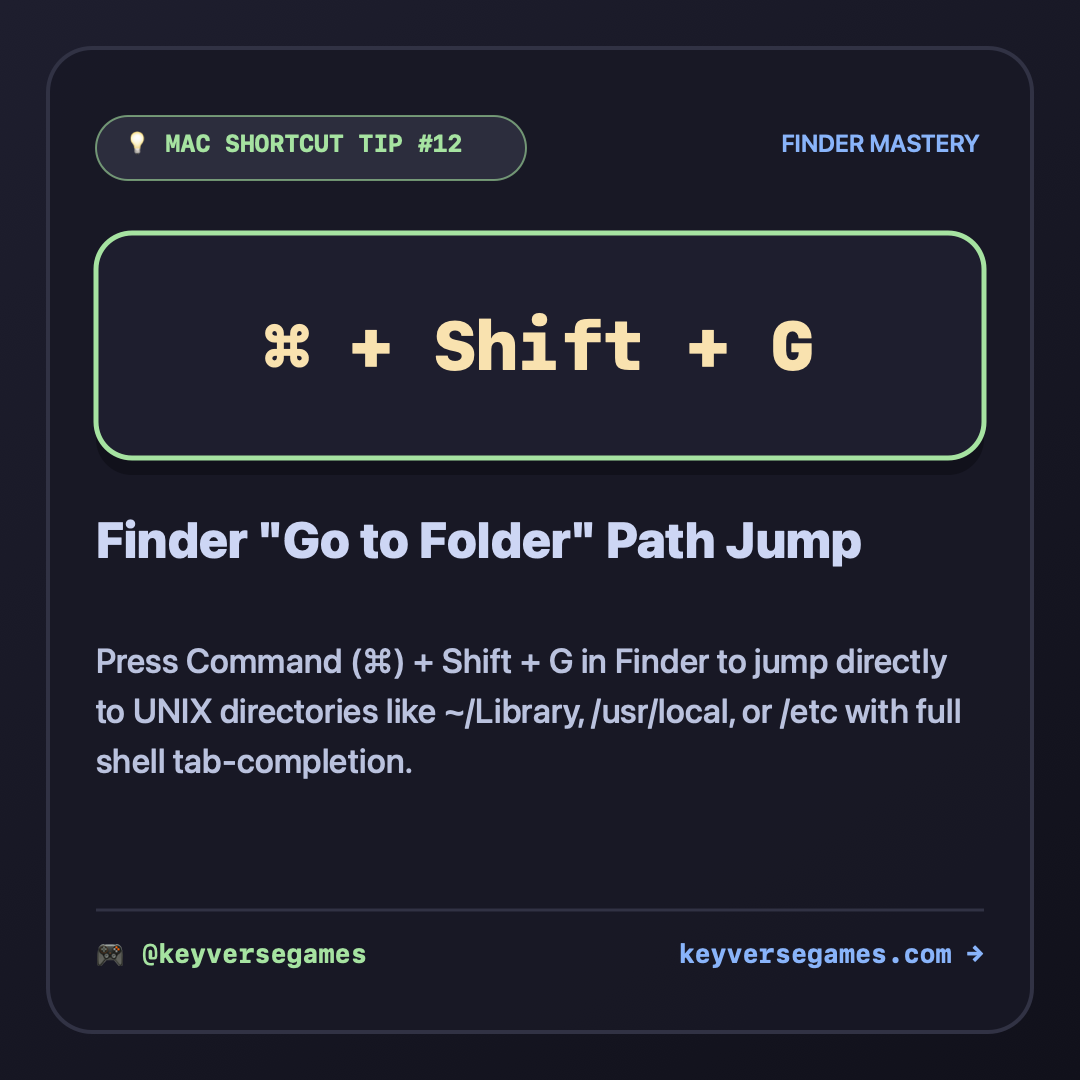 💡 MAC SHORTCUT TIP #12
FINDER MASTERY
⌘ + Shift + G
Finder "Go to Folder" Path Jump
Press Command (⌘) + Shift + G in Finder to jump directly
to UNIX directories like ~/Library, /usr/local, or /etc with full
shell tab-completion.
🎮 @keyversegames
keyversegames.com →